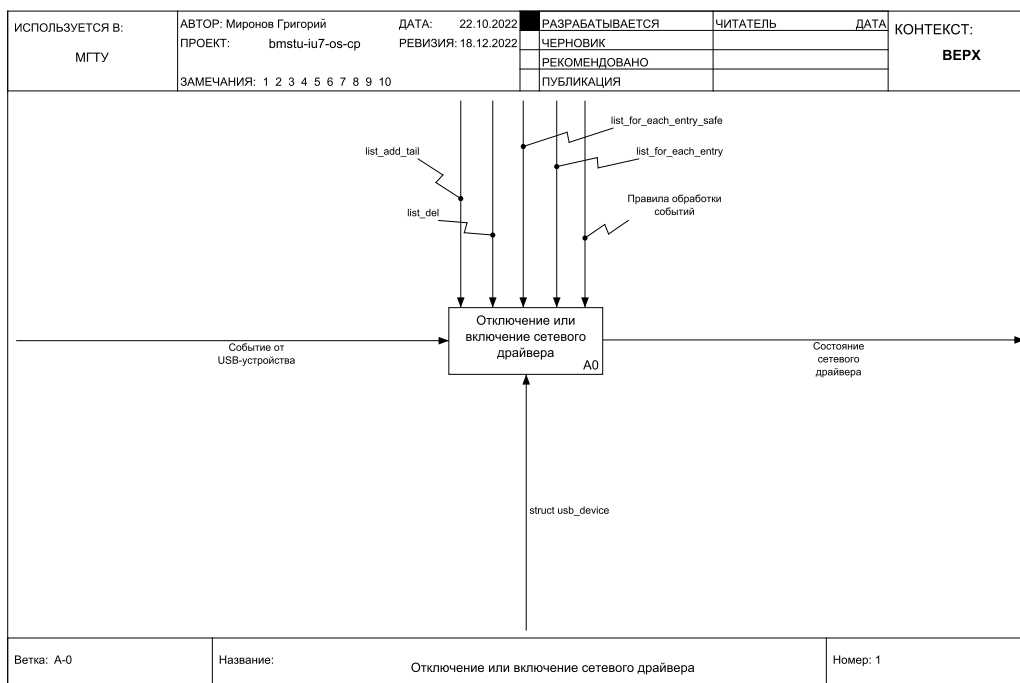 ИСПОЛЬЗУЕТСЯ В:
МГТУ
АВТОР: Миронов Григорий
ДАТА: 22.10.2022
ПРОЕКТ: bmstu-iu7-os-cp
РЕВИЗИЯ: 18.12.2022
ЗАМЕЧАНИЯ: 1 2 3 4 5 6 7 8 9 10
РАЗРАБАТЫВАЕТСЯ
ЧЕРНОВИК
РЕКОМЕНДОВАНО
ПУБЛИКАЦИЯ
ЧИТАТЕЛЬ ДАТА
КОНТЕКСТ:
ВЕРХ
list_for_each_entry_safe
list_add_tail
list_for_each_entry
list_del
Правила обработки
событий
Отключение или
включение сетевого
драйвера
A0
Событие от
USB-устройства
Состояние
сетевого
драйвера
struct usb_device
Ветка: A-0
Название:
Отключение или включение сетевого драйвера
Номер: 1